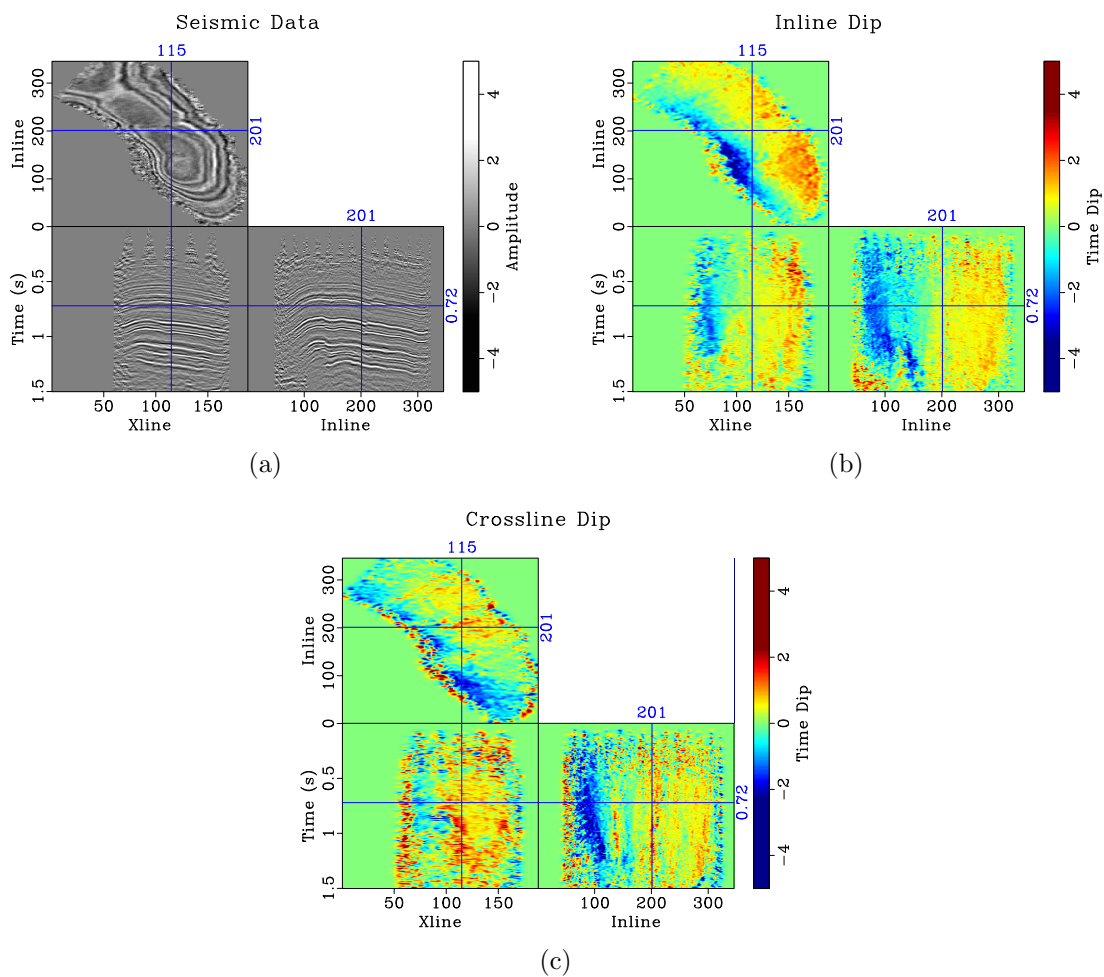 Seismic Data
115
Inline
300
200
100
0
201
201
Time (s)
0.5
1
1.5
0.72
50 100 150
Xline
100 200 300
Inline
4
2
0
−2
−4
Amplitude
(a)
Inline Dip
115
Inline
300
200
100
0
201
201
Time (s)
0.5
1
1.5
0.72
50 100 150
Xline
100 200 300
Inline
4
2
0
−2
−4
Time Dip
(b)
Crossline Dip
115
Inline
300
200
100
0
201
201
Time (s)
0.5
1
1.5
0.72
50 100 150
Xline
100 200 300
Inline
4
2
0
−2
−4
Time Dip
(c)